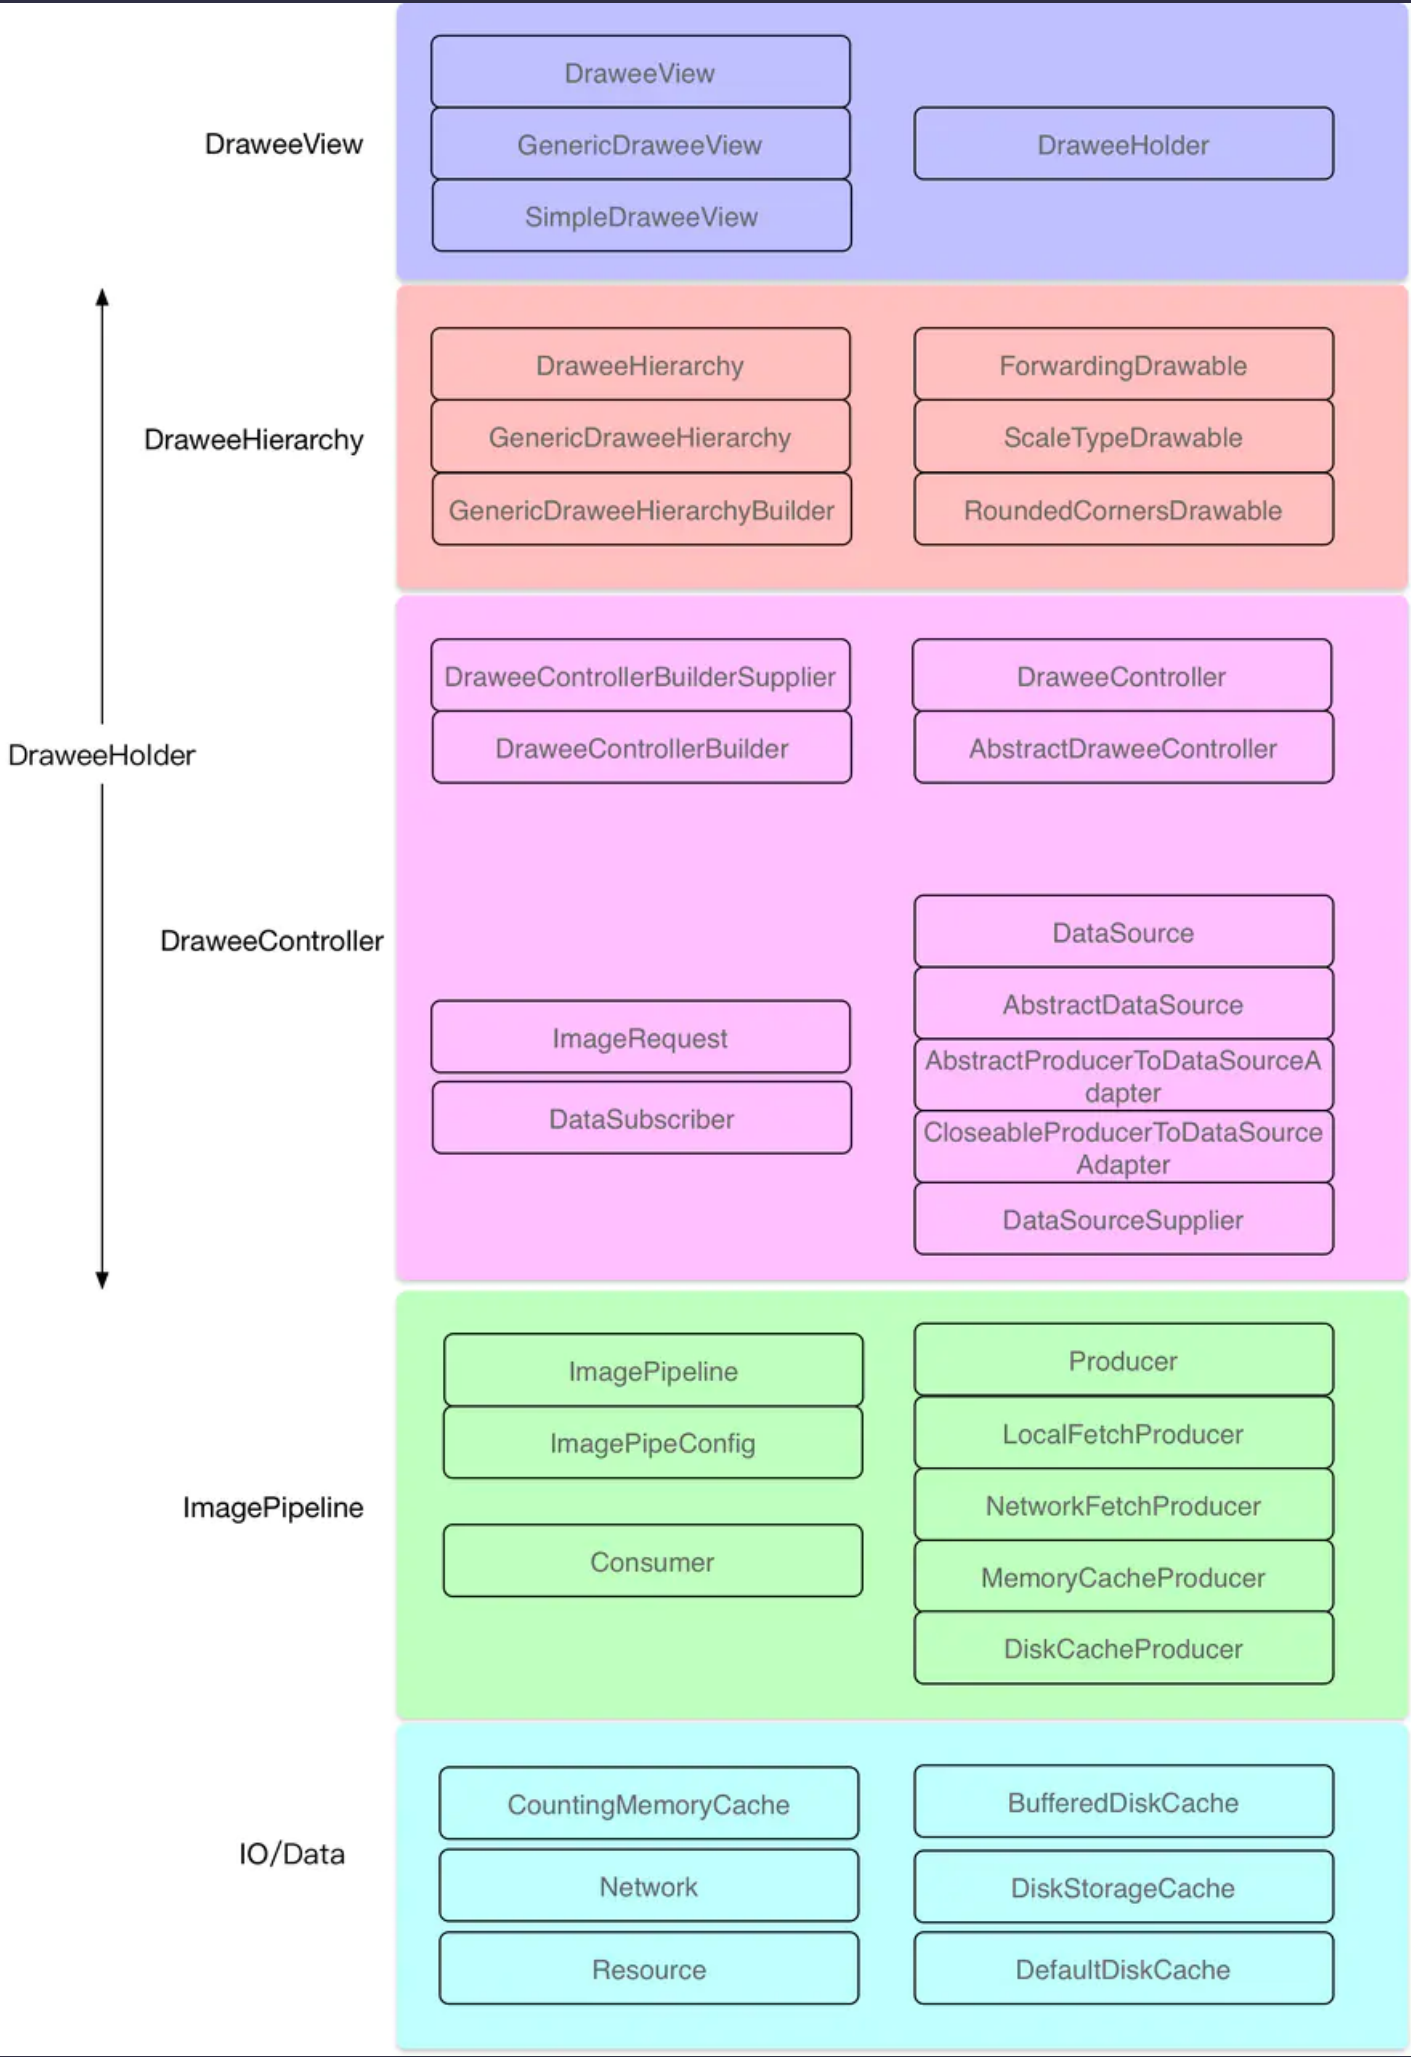 DraweeView
DraweeView
GenericDraweeView
SimpleDraweeView
DraweeHolder
DraweeHierarchy
DraweeHierarchy
GenericDraweeHierarchy
GenericDraweeHierarchyBuilder
ForwardingDrawable
ScaleTypeDrawable
RoundedCornersDrawable
DraweeHolder
DraweeController
DraweeControllerBuilderSupplier
DraweeControllerBuilder
DraweeController
AbstractDraweeController
ImageRequest
DataSubscriber
DataSource
AbstractDataSource
AbstractProducerToDataSourceA
dapter
CloseableProducerToDataSource
Adapter
DataSourceSupplier
ImagePipeline
ImagePipeline
ImagePipeConfig
Consumer
Producer
LocalFetchProducer
NetworkFetchProducer
MemoryCacheProducer
DiskCacheProducer
IO/Data
CountingMemoryCache
Network
Resource
BufferedDiskCache
DiskStorageCache
DefaultDiskCache